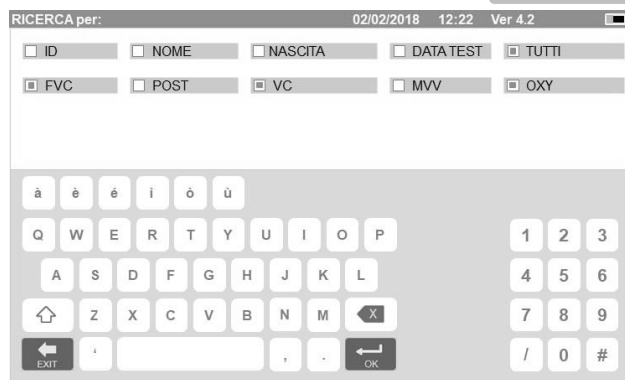 RICERCA per: 02/02/2018 12:22 Ver 4.2
ID NOME NASCITA DATA TEST TUTTI
FVC POST VC MVV OXY
à è é ì ò ù
Q W E R T Y U I O P 1 2 3
A S D F G H J K L 4 5 6
Z X C V B N M X 7 8 9
EXIT ‘ , . OK / 0 #